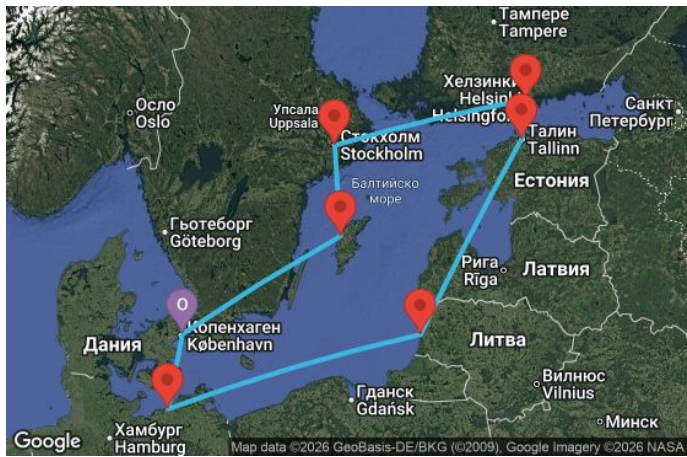 Тампере
Tampere
Хелзинки
Helsinki
Helsingfors
Осло
Oslo
Упсала
Uppsala
Санкт
Петербург
Стокхолм
Stockholm
Талин
Tallinn
Балтийско
море
Естония
Гьотеборг
Göteborg
Рига
Rīga
Латвия
O
Копенхаген
København
Дания
Литва
Вилнюс
Vilnius
Гданск
Gdańsk
Хамбург
Hamburg
Минск
Google
Map data ©2026 GeoBasis-DE/BKG (©2009), Google Imagery ©2026 NASA